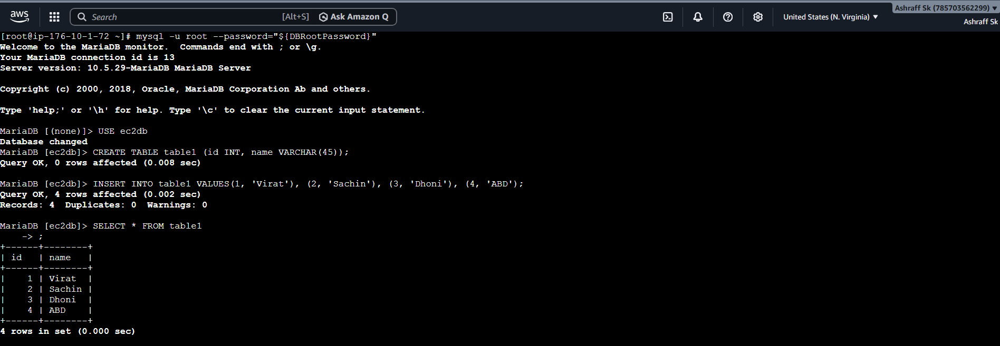 aws
Search [Alt+S] Ask Amazon Q
United States (N. Virginia) ▼
Ashraff Sk (785703562299) ▼
Ashraff Sk
[root@ip-176-10-1-72 ~]# mysql -u root --password="${DBRootPassword}"
Welcome to the MariaDB monitor.  Commands end with ; or \g.
Your MariaDB connection id is 13
Server version: 10.5.29-MariaDB MariaDB Server
Copyright (c) 2000, 2018, Oracle, MariaDB Corporation Ab and others.
Type 'help;' or '\h' for help. Type '\c' to clear the current input statement.
MariaDB [(none)]> USE ec2db
Database changed
MariaDB [ec2db]> CREATE TABLE table1 (id INT, name VARCHAR(45));
Query OK, 0 rows affected (0.008 sec)
MariaDB [ec2db]> INSERT INTO table1 VALUES(1, 'Virat'), (2, 'Sachin'), (3, 'Dhoni'), (4, 'ABD');
Query OK, 4 rows affected (0.002 sec)
Records: 4  Duplicates: 0  Warnings: 0
MariaDB [ec2db]> SELECT * FROM table1
    -> ;
+------+--------+
| id   | name   |
+------+--------+
|    1 | Virat  |
|    2 | Sachin |
|    3 | Dhoni  |
|    4 | ABD    |
+------+--------+
4 rows in set (0.000 sec)